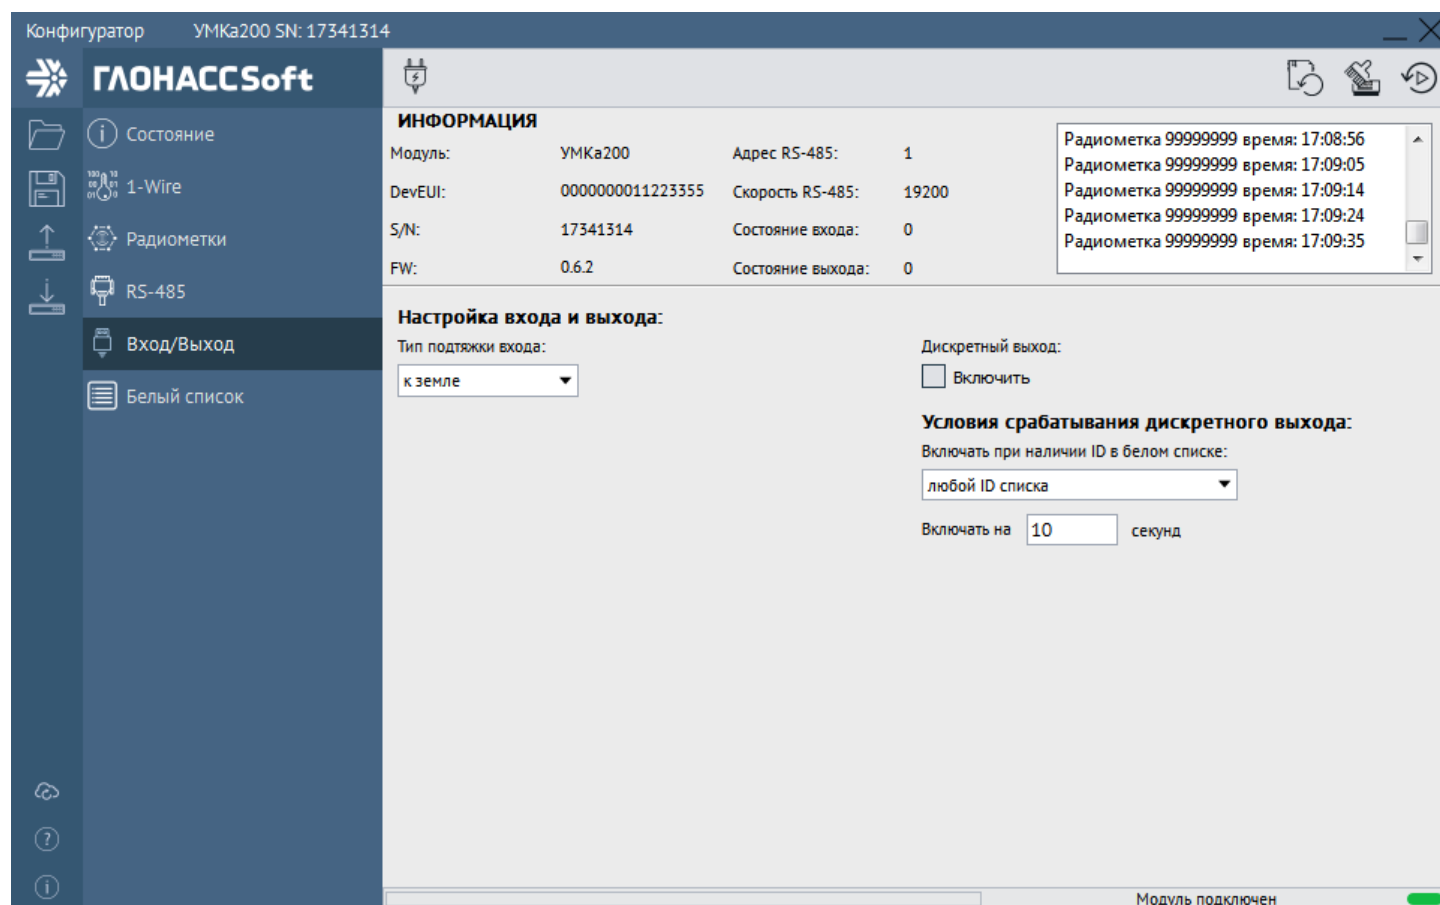 Конфигуратор УМКа200 SN: 17341314
ГЛОНАССSoft
Состояние
1-Wire
Радиометки
RS-485
Вход/Выход
Белый список
ИНФОРМАЦИЯ
Модуль: УМКа200 Адрес RS-485: 1
DevEUI: 0000000011223355 Скорость RS-485: 19200
S/N: 17341314 Состояние входа: 0
FW: 0.6.2 Состояние выхода: 0
Радиометка 99999999 время: 17:08:56
Радиометка 99999999 время: 17:09:05
Радиометка 99999999 время: 17:09:14
Радиометка 99999999 время: 17:09:24
Радиометка 99999999 время: 17:09:35
Настройка входа и выхода:
Тип подтяжки входа:
к земле
Дискретный выход:
Включить
Условия срабатывания дискретного выхода:
Включать при наличии ID в белом списке:
любой ID списка
Включать на 10 секунд
Модуль подключен